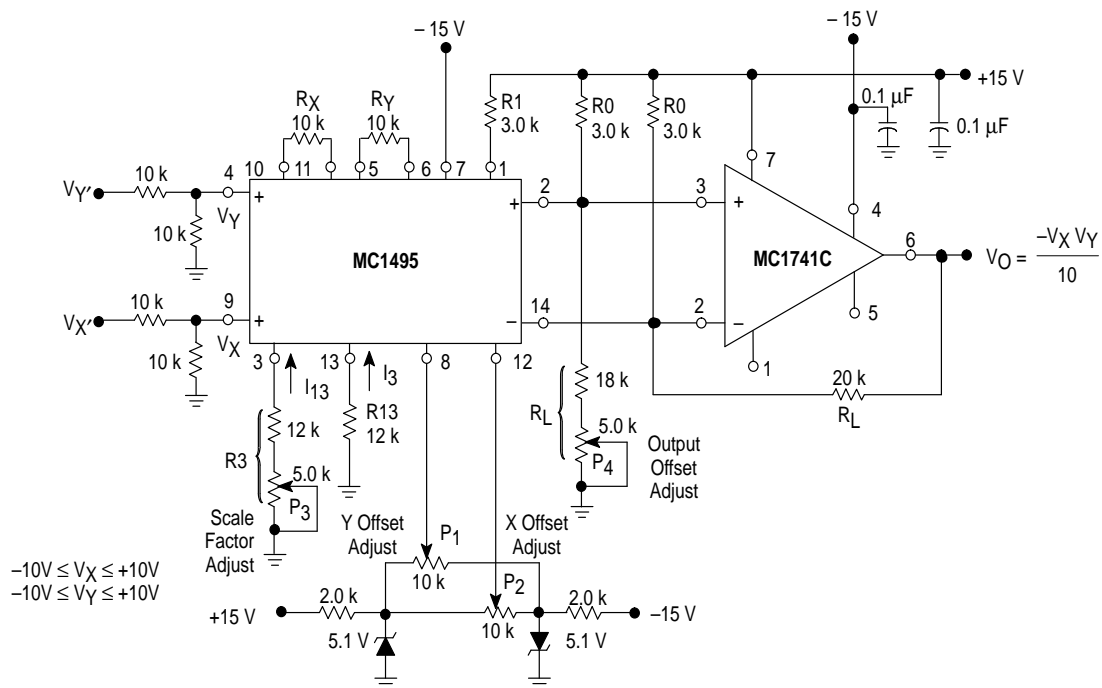 – 15 V
– 15 V
+15 V
0.1 µF
0.1 µF
RX
10 k
RY
10 k
R1
3.0 k
R0
3.0 k
R0
3.0 k
10 11 5 6 7 1
7
4
VY′
10 k
4
+
VY
10 k
MC1495
+
2
3
+
MC1741C
6
VO = –VX VY / 10
5
VX′
10 k
9
+
VX
10 k
–
14
2
–
1
3 13 8 12
I13
I3
R3
12 k
R13
12 k
5.0 k
P3
Scale
Factor
Adjust
RL
18 k
5.0 k
P4
Output
Offset
Adjust
20 k
RL
Y Offset
Adjust
P1
10 k
X Offset
Adjust
P2
10 k
–10V ≤ VX ≤ +10V
–10V ≤ VY ≤ +10V
+15 V
2.0 k
5.1 V
2.0 k
5.1 V
–15 V